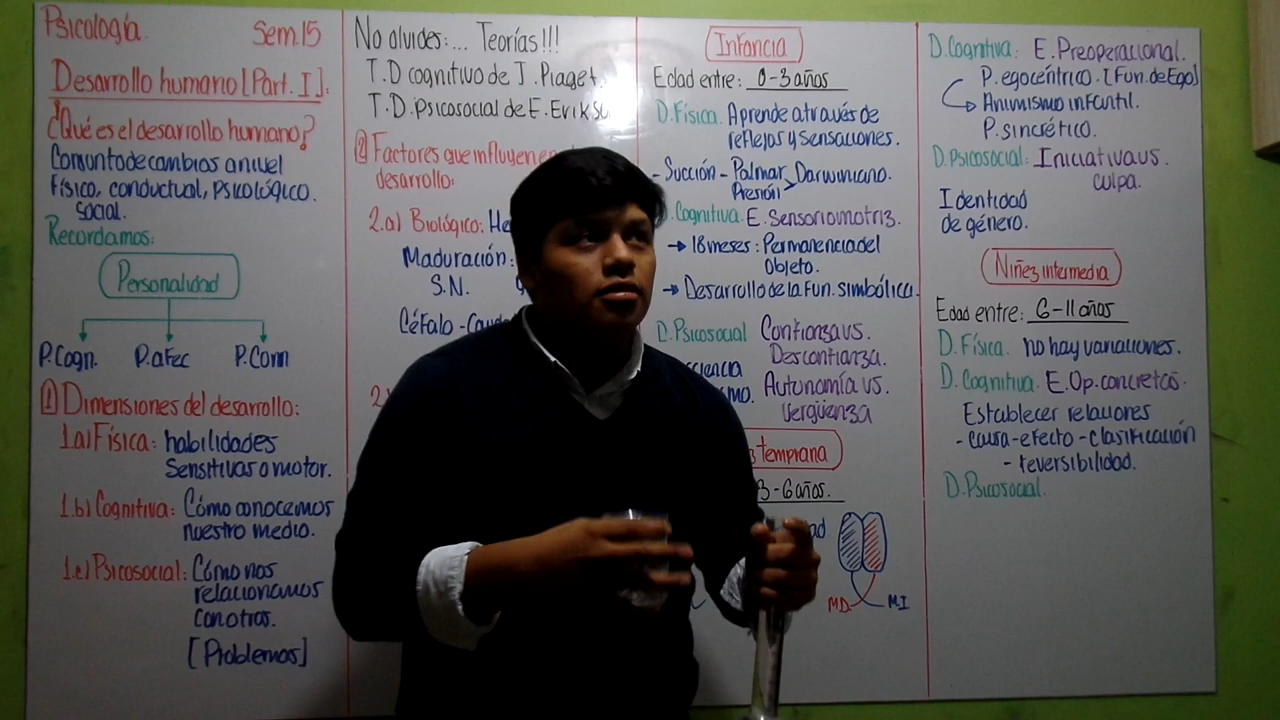 Psicología. Sem.15
Desarrollo humano [Part. I]:
¿Qué es el desarrollo humano?
Conjunto de cambios a nivel
Físico, conductual, Psicológico.
Social.
Recordamos:
Personalidad
P.Cogn. P.afec P.Conn
1 Dimensiones del desarrollo:
1.a) Física: habilidades
Sensitivas o motor.
1.b) Cognitiva: Cómo conocemos
nuestro medio.
1.c) Psicosocial: Cómo nos
relacionamos
con otros.
[Problemas]
No olvides:... Teorías!!!
T.D cognitivo de J. Piaget.
T.D. psicosocial de E. Erikso
2 Factores que influyen en
desarrollo:
2.a) Biológico: He
Maduración:
S.N.
Céfalo - Caud
2.
Infancia
Edad entre: 0-3 años
D.Física. Aprende a través de
reflejos y sensaciones.
- Succión - Palmar Darwiniano.
Presión
.Cognitiva. E. Sensoriomotriz.
→ 18 meses: Permanencia del
Objeto.
→ Desarrollo de la Fun. simbólica.
D.Psicosocial Confianza vs.
Desconfianza.
Autonomía vs.
vergüenza
temprana
3-6 años.
MD. M.I
D.Cognitiva: E. Preoperacional.
P. egocéntrico. [Fun. de Ego]
Animismo infantil.
P. sincrético.
D.Psicosocial: Iniciativa vs.
culpa.
Identidad
de género.
Niñez intermedia
Edad entre: 6-11 años
D.Física. no hay variaciones.
D.Cognitiva. E.Op. concretas.
Establecer relaciones
- causa-efecto - clasificación
- reversibilidad.
D.Psicosocial.